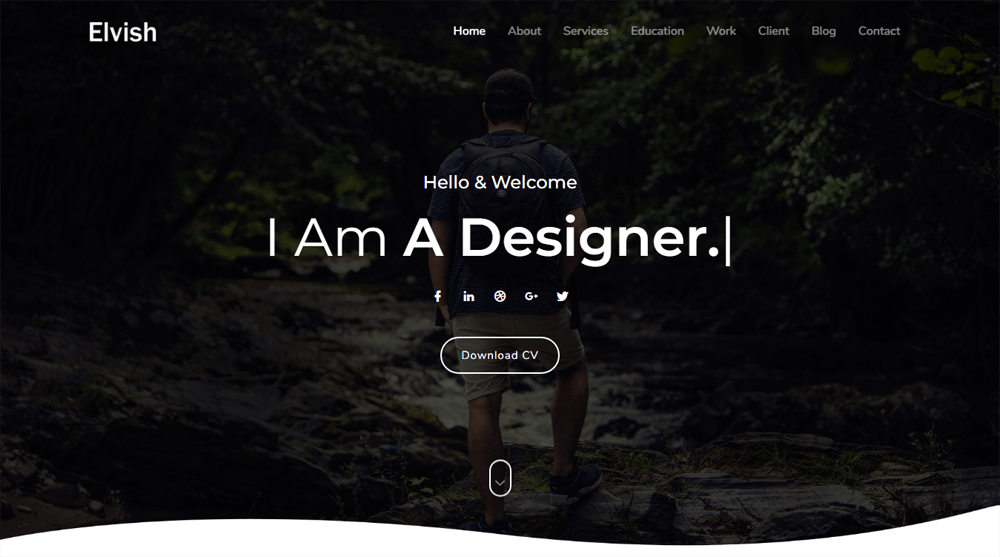 Elvish
Home About Services Education Work Client Blog Contact
Hello & Welcome
I Am A Designer.|
Download CV